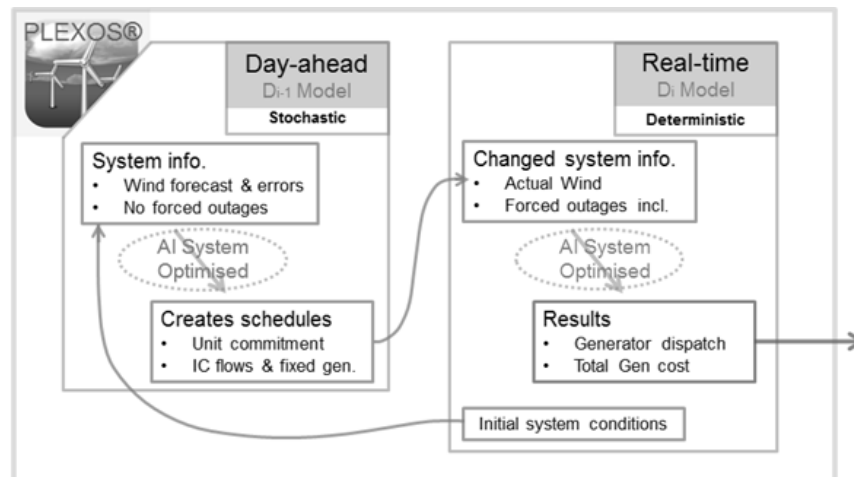 PLEXOS®
Day-ahead
Di-1 Model
Stochastic
System info.
• Wind forecast & errors
• No forced outages
AI System
Optimised
Creates schedules
• Unit commitment
• IC flows & fixed gen.
Real-time
Di Model
Deterministic
Changed system info.
• Actual Wind
• Forced outages incl.
AI System
Optimised
Results
• Generator dispatch
• Total Gen cost
Initial system conditions